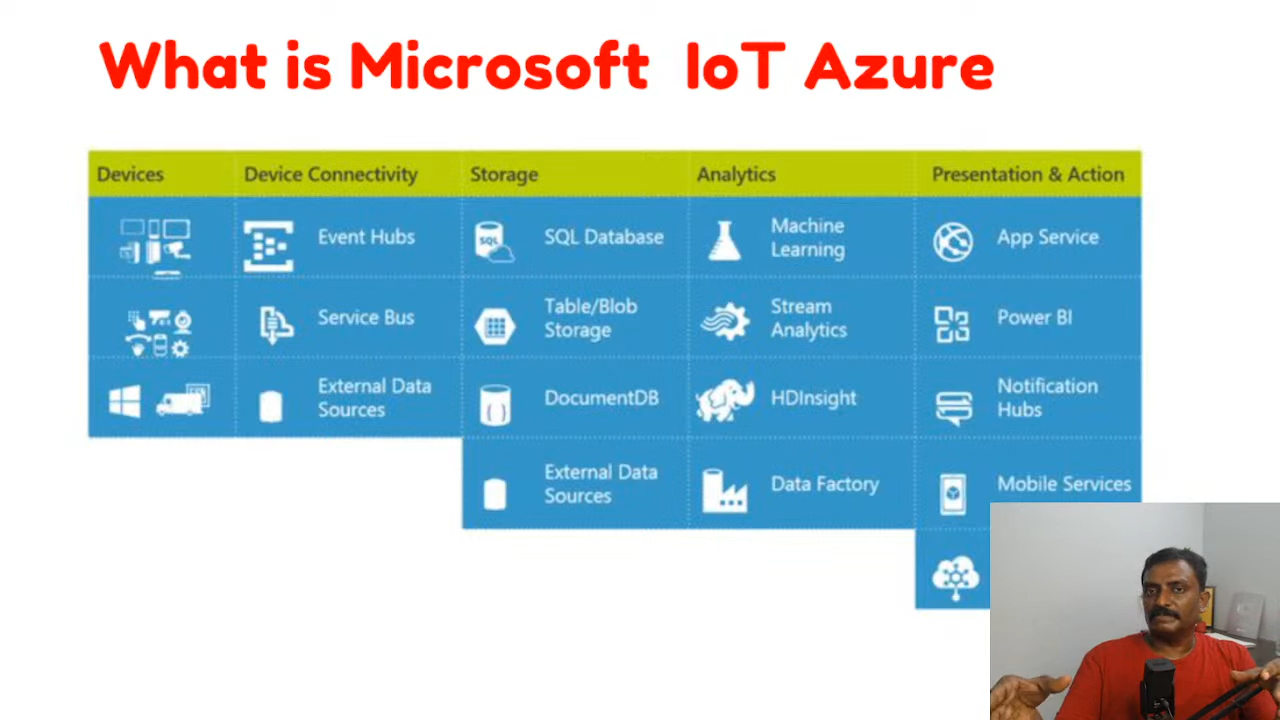 What is Microsoft IoT Azure
Devices
Device Connectivity
Storage
Analytics
Presentation & Action
Event Hubs
SQL
SQL Database
Machine
Learning
App Service
Service Bus
Table/Blob
Storage
Stream
Analytics
Power BI
External Data
Sources
DocumentDB
HDInsight
Notification
Hubs
External Data
Sources
Data Factory
Mobile Services